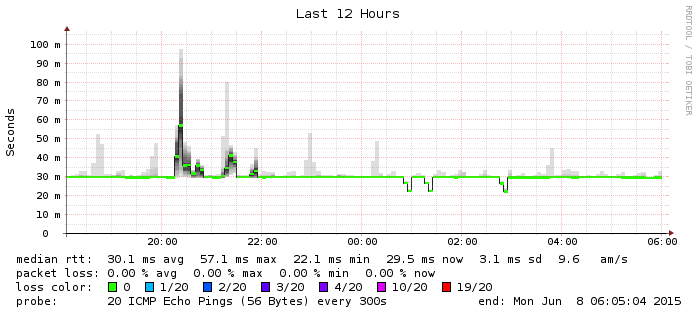 Last 12 Hours
RRDTOOL / TOBI OETIKER
Seconds
100 m
90 m
80 m
70 m
60 m
50 m
40 m
30 m
20 m
10 m
0
20:00 22:00 00:00 02:00 04:00 06:00
median rtt: 30.1 ms avg 57.1 ms max 22.1 ms min 29.5 ms now 3.1 ms sd 9.6 am/s
packet loss: 0.00 % avg 0.00 % max 0.00 % min 0.00 % now
loss color: 0 1/20 2/20 3/20 4/20 10/20 19/20
probe: 20 ICMP Echo Pings (56 Bytes) every 300s end: Mon Jun 8 06:05:04 2015